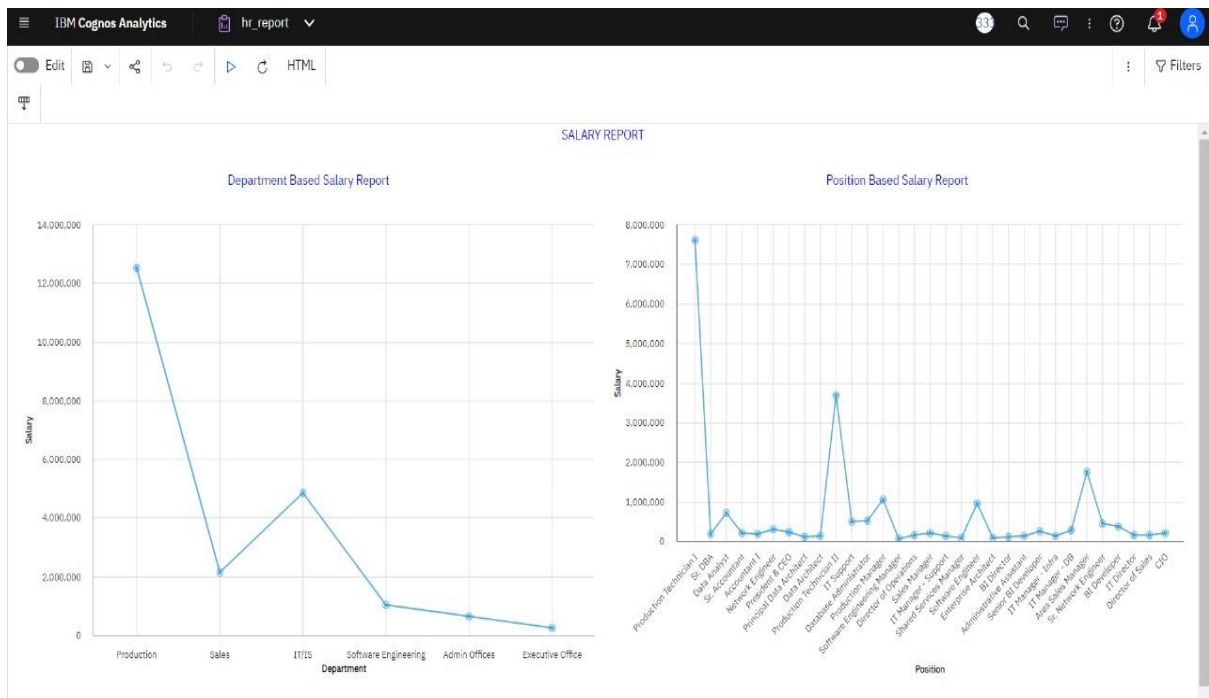 IBM Cognos Analytics
hr_report
333
1
Edit
HTML
Filters
SALARY REPORT
Department Based Salary Report
14,000,000
12,000,000
10,000,000
8,000,000
6,000,000
4,000,000
2,000,000
0
Salary
Production
Sales
IT/IS
Software Engineering
Admin Offices
Executive Office
Department
Position Based Salary Report
8,000,000
7,000,000
6,000,000
5,000,000
4,000,000
3,000,000
2,000,000
1,000,000
0
Salary
Production Technician I
Sr. DBA
Data Analyst
Sr. Accountant
Accountant I
Network Engineer
President & CEO
Principal Data Architect
Data Architect
Production Technician II
IT Support
Database Administrator
Production Manager
Software Engineering Manager
Director of Operations
Sales Manager
IT Manager - Support
Shared Services Manager
Software Engineer
Enterprise Architect
BI Director
Administrative Assistant
Senior BI Developer
IT Manager - Infra
IT Manager - DB
Area Sales Manager
Sr. Network Engineer
BI Developer
IT Director
Director of Sales
CIO
Position